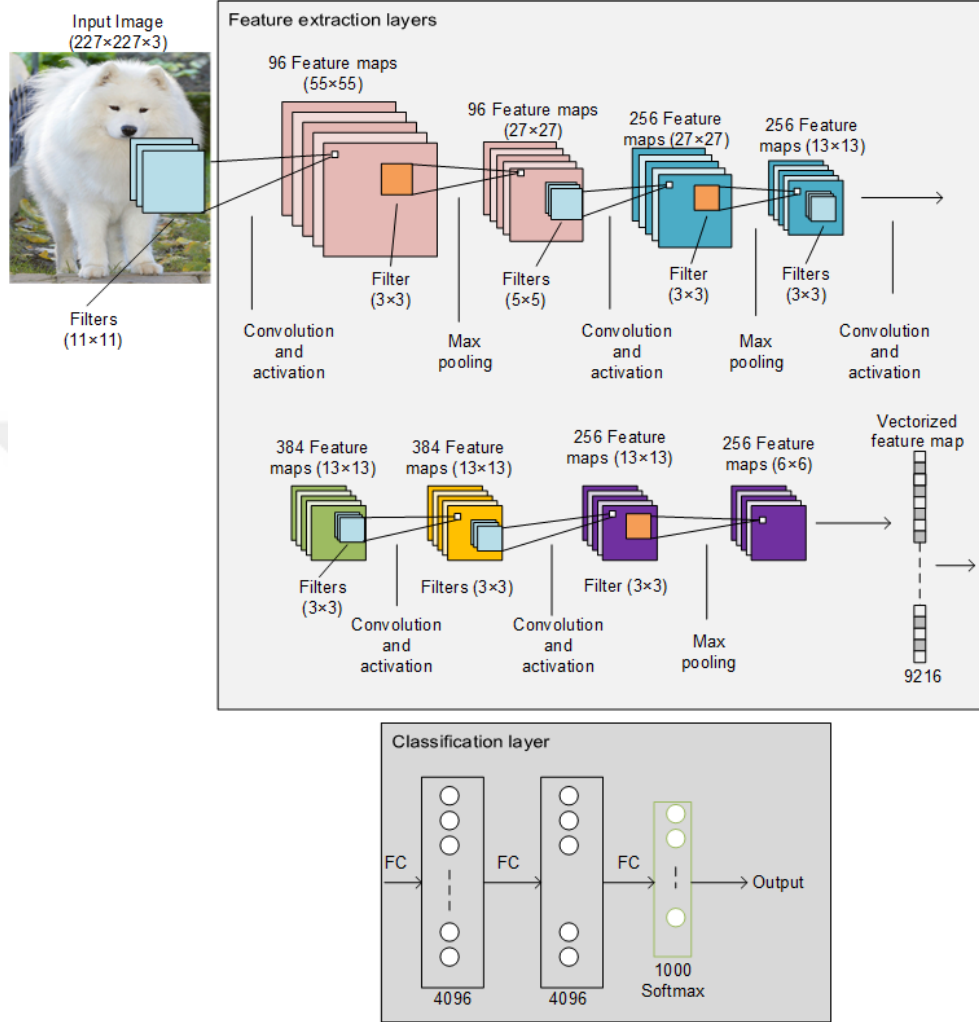 Input Image
(227×227×3)
Feature extraction layers
96 Feature maps
(55×55)
96 Feature maps
(27×27)
256 Feature
maps (27×27)
256 Feature
maps (13×13)
Filters
(11×11)
Filter
(3×3)
Filters
(5×5)
Filter
(3×3)
Filters
(3×3)
Convolution
and
activation
Max
pooling
Convolution
and
activation
Max
pooling
Convolution
and
activation
384 Feature
maps (13×13)
384 Feature
maps (13×13)
256 Feature
maps (13×13)
256 Feature
maps (6×6)
Vectorized
feature map
Filters
(3×3)
Filters (3×3)
Filter (3×3)
Convolution
and
activation
Convolution
and
activation
Max
pooling
9216
Classification layer
FC
FC
FC
Output
4096
4096
1000
Softmax